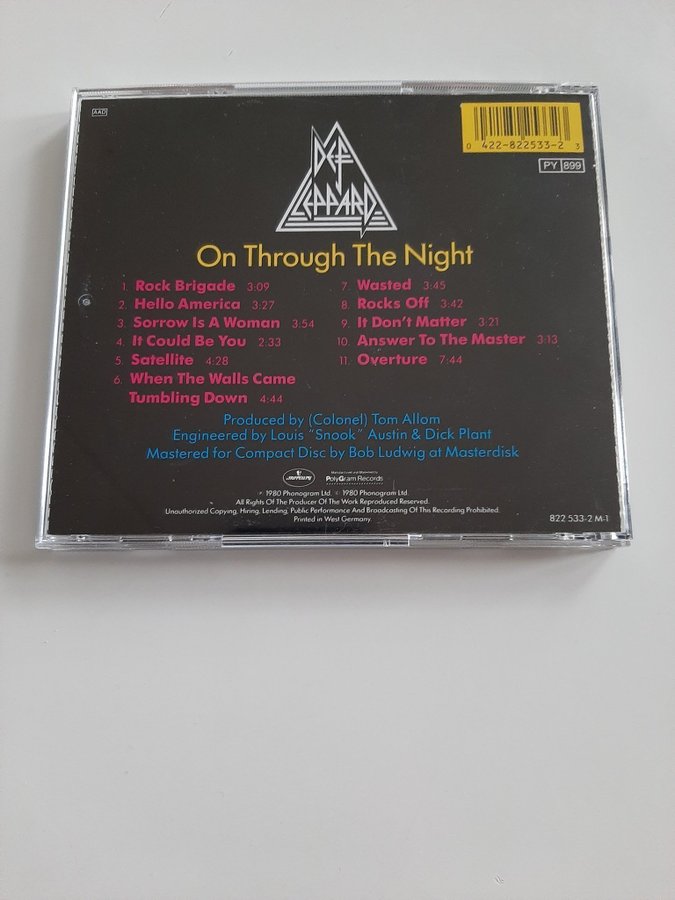 AAD
0 422-822533-2 3
PY 899
DEF
LEPPARD
On Through The Night
1. Rock Brigade 3:09
2. Hello America 3:27
3. Sorrow Is A Woman 3:54
4. It Could Be You 2:33
5. Satellite 4:28
6. When The Walls Came
Tumbling Down 4:44
7. Wasted 3:45
8. Rocks Off 3:42
9. It Don't Matter 3:21
10. Answer To The Master 3:13
11. Overture 7:44
Produced by (Colonel) Tom Allom
Engineered by Louis "Snook" Austin & Dick Plant
Mastered for Compact Disc by Bob Ludwig at Masterdisk
mercury
Manufactured and Marketed by
PolyGram Records
℗ 1980 Phonogram Ltd. © 1980 Phonogram Ltd.
All Rights Of The Producer Of The Work Reproduced Reserved.
Unauthorized Copying, Hiring, Lending, Public Performance And Broadcasting Of This Recording Prohibited.
Printed in West Germany
822 533-2 M-1